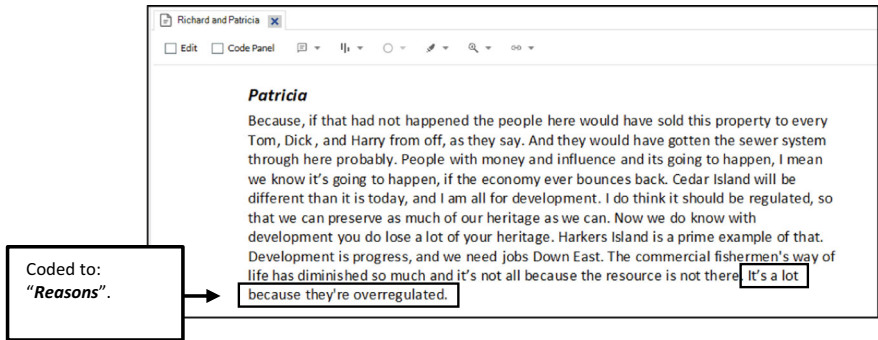 Richard and Patricia
Edit Code Panel
Patricia
Because, if that had not happened the people here would have sold this property to every
Tom, Dick , and Harry from off, as they say. And they would have gotten the sewer system
through here probably. People with money and influence and its going to happen, I mean
we know it’s going to happen, if the economy ever bounces back. Cedar Island will be
different than it is today, and I am all for development. I do think it should be regulated, so
that we can preserve as much of our heritage as we can. Now we do know with
development you do lose a lot of your heritage. Harkers Island is a prime example of that.
Development is progress, and we need jobs Down East. The commercial fishermen's way of
life has diminished so much and it’s not all because the resource is not there. It’s a lot
because they're overregulated.
Coded to:
“Reasons”.